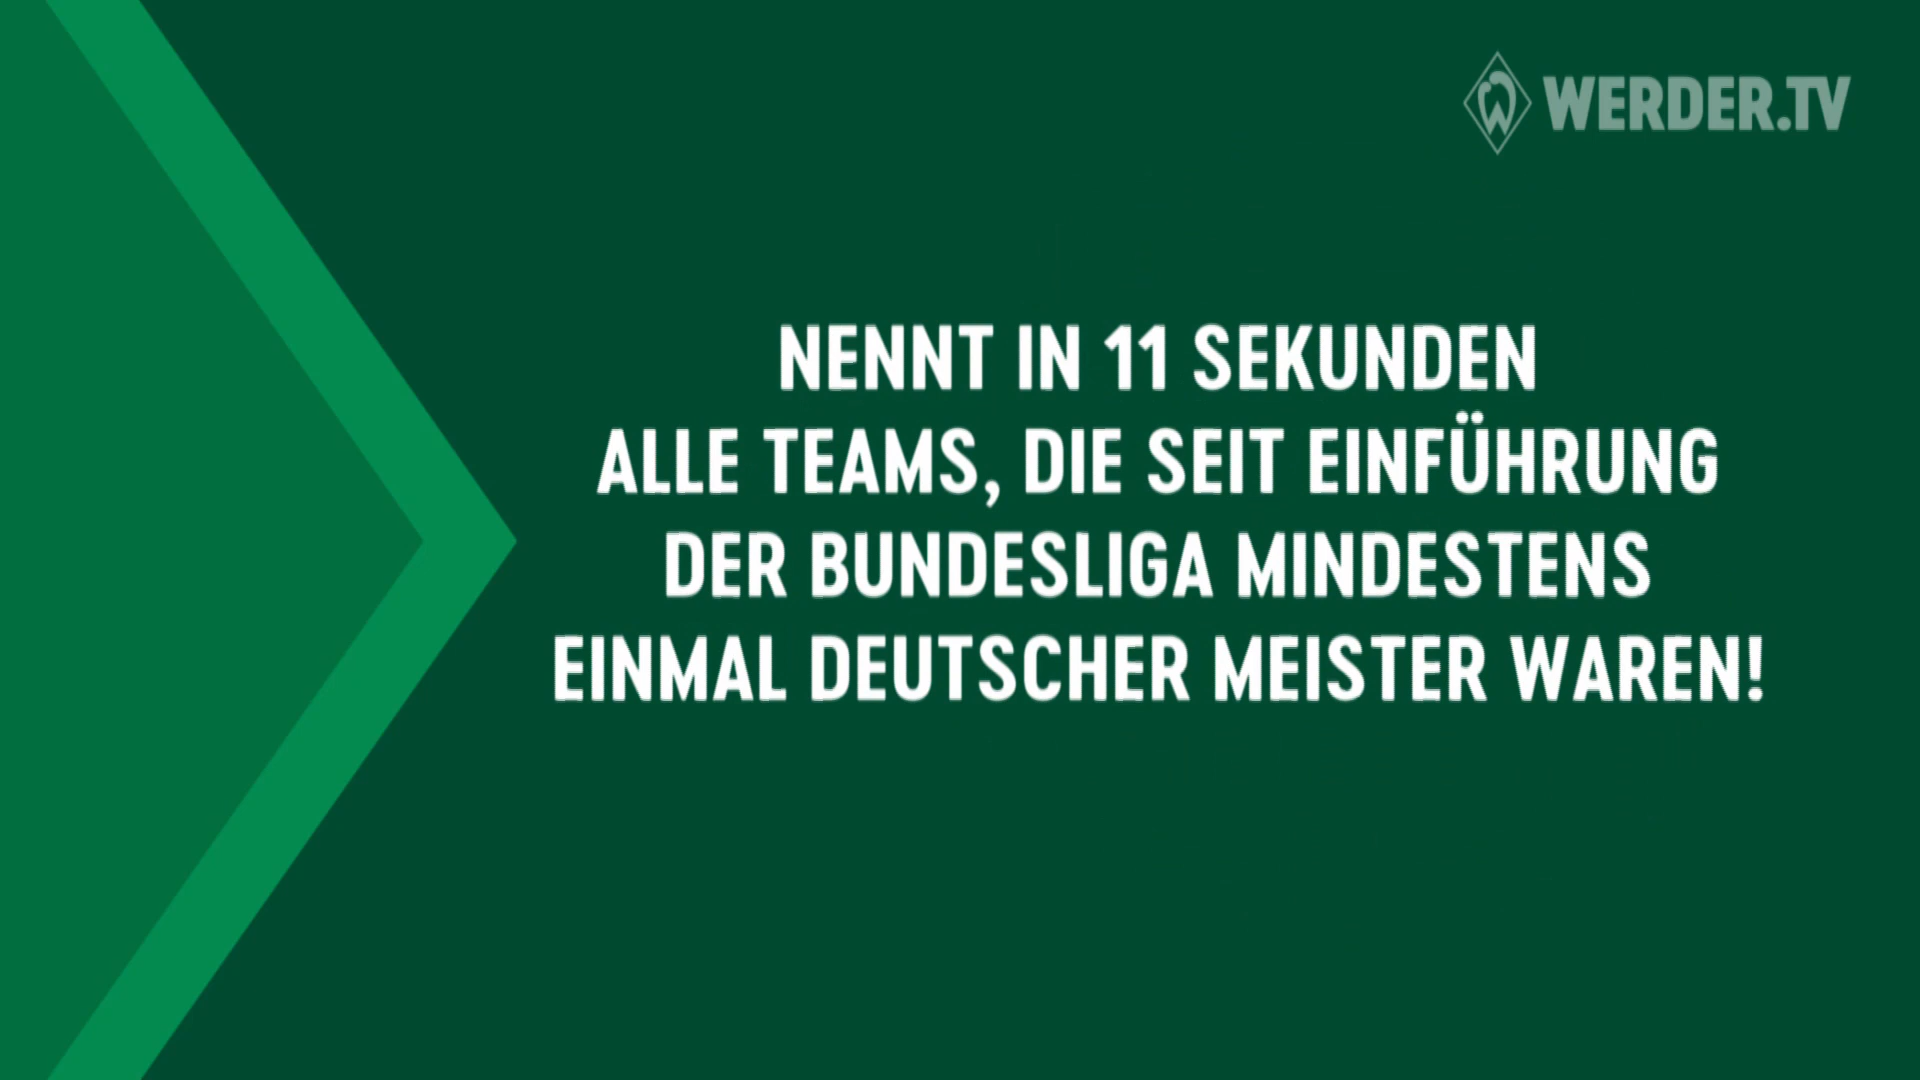 WERDER.TV
NENNT IN 11 SEKUNDEN
ALLE TEAMS, DIE SEIT EINFÜHRUNG
DER BUNDESLIGA MINDESTENS
EINMAL DEUTSCHER MEISTER WAREN!